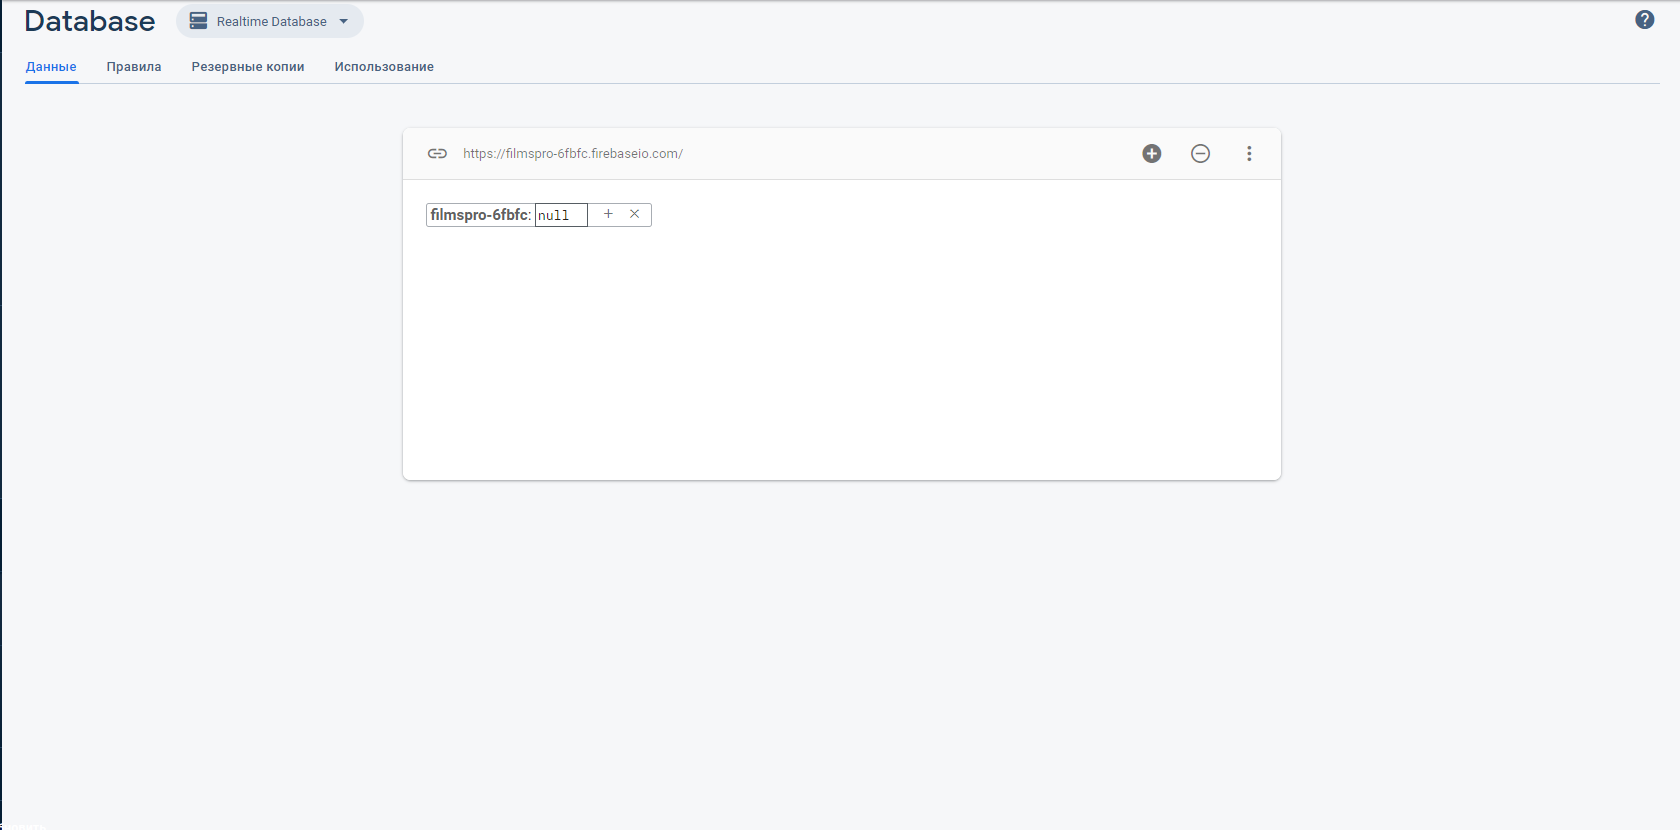 Database
Realtime Database
Данные Правила Резервные копии Использование
https://filmspro-6fbfc.firebaseio.com/
filmspro-6fbfc: null